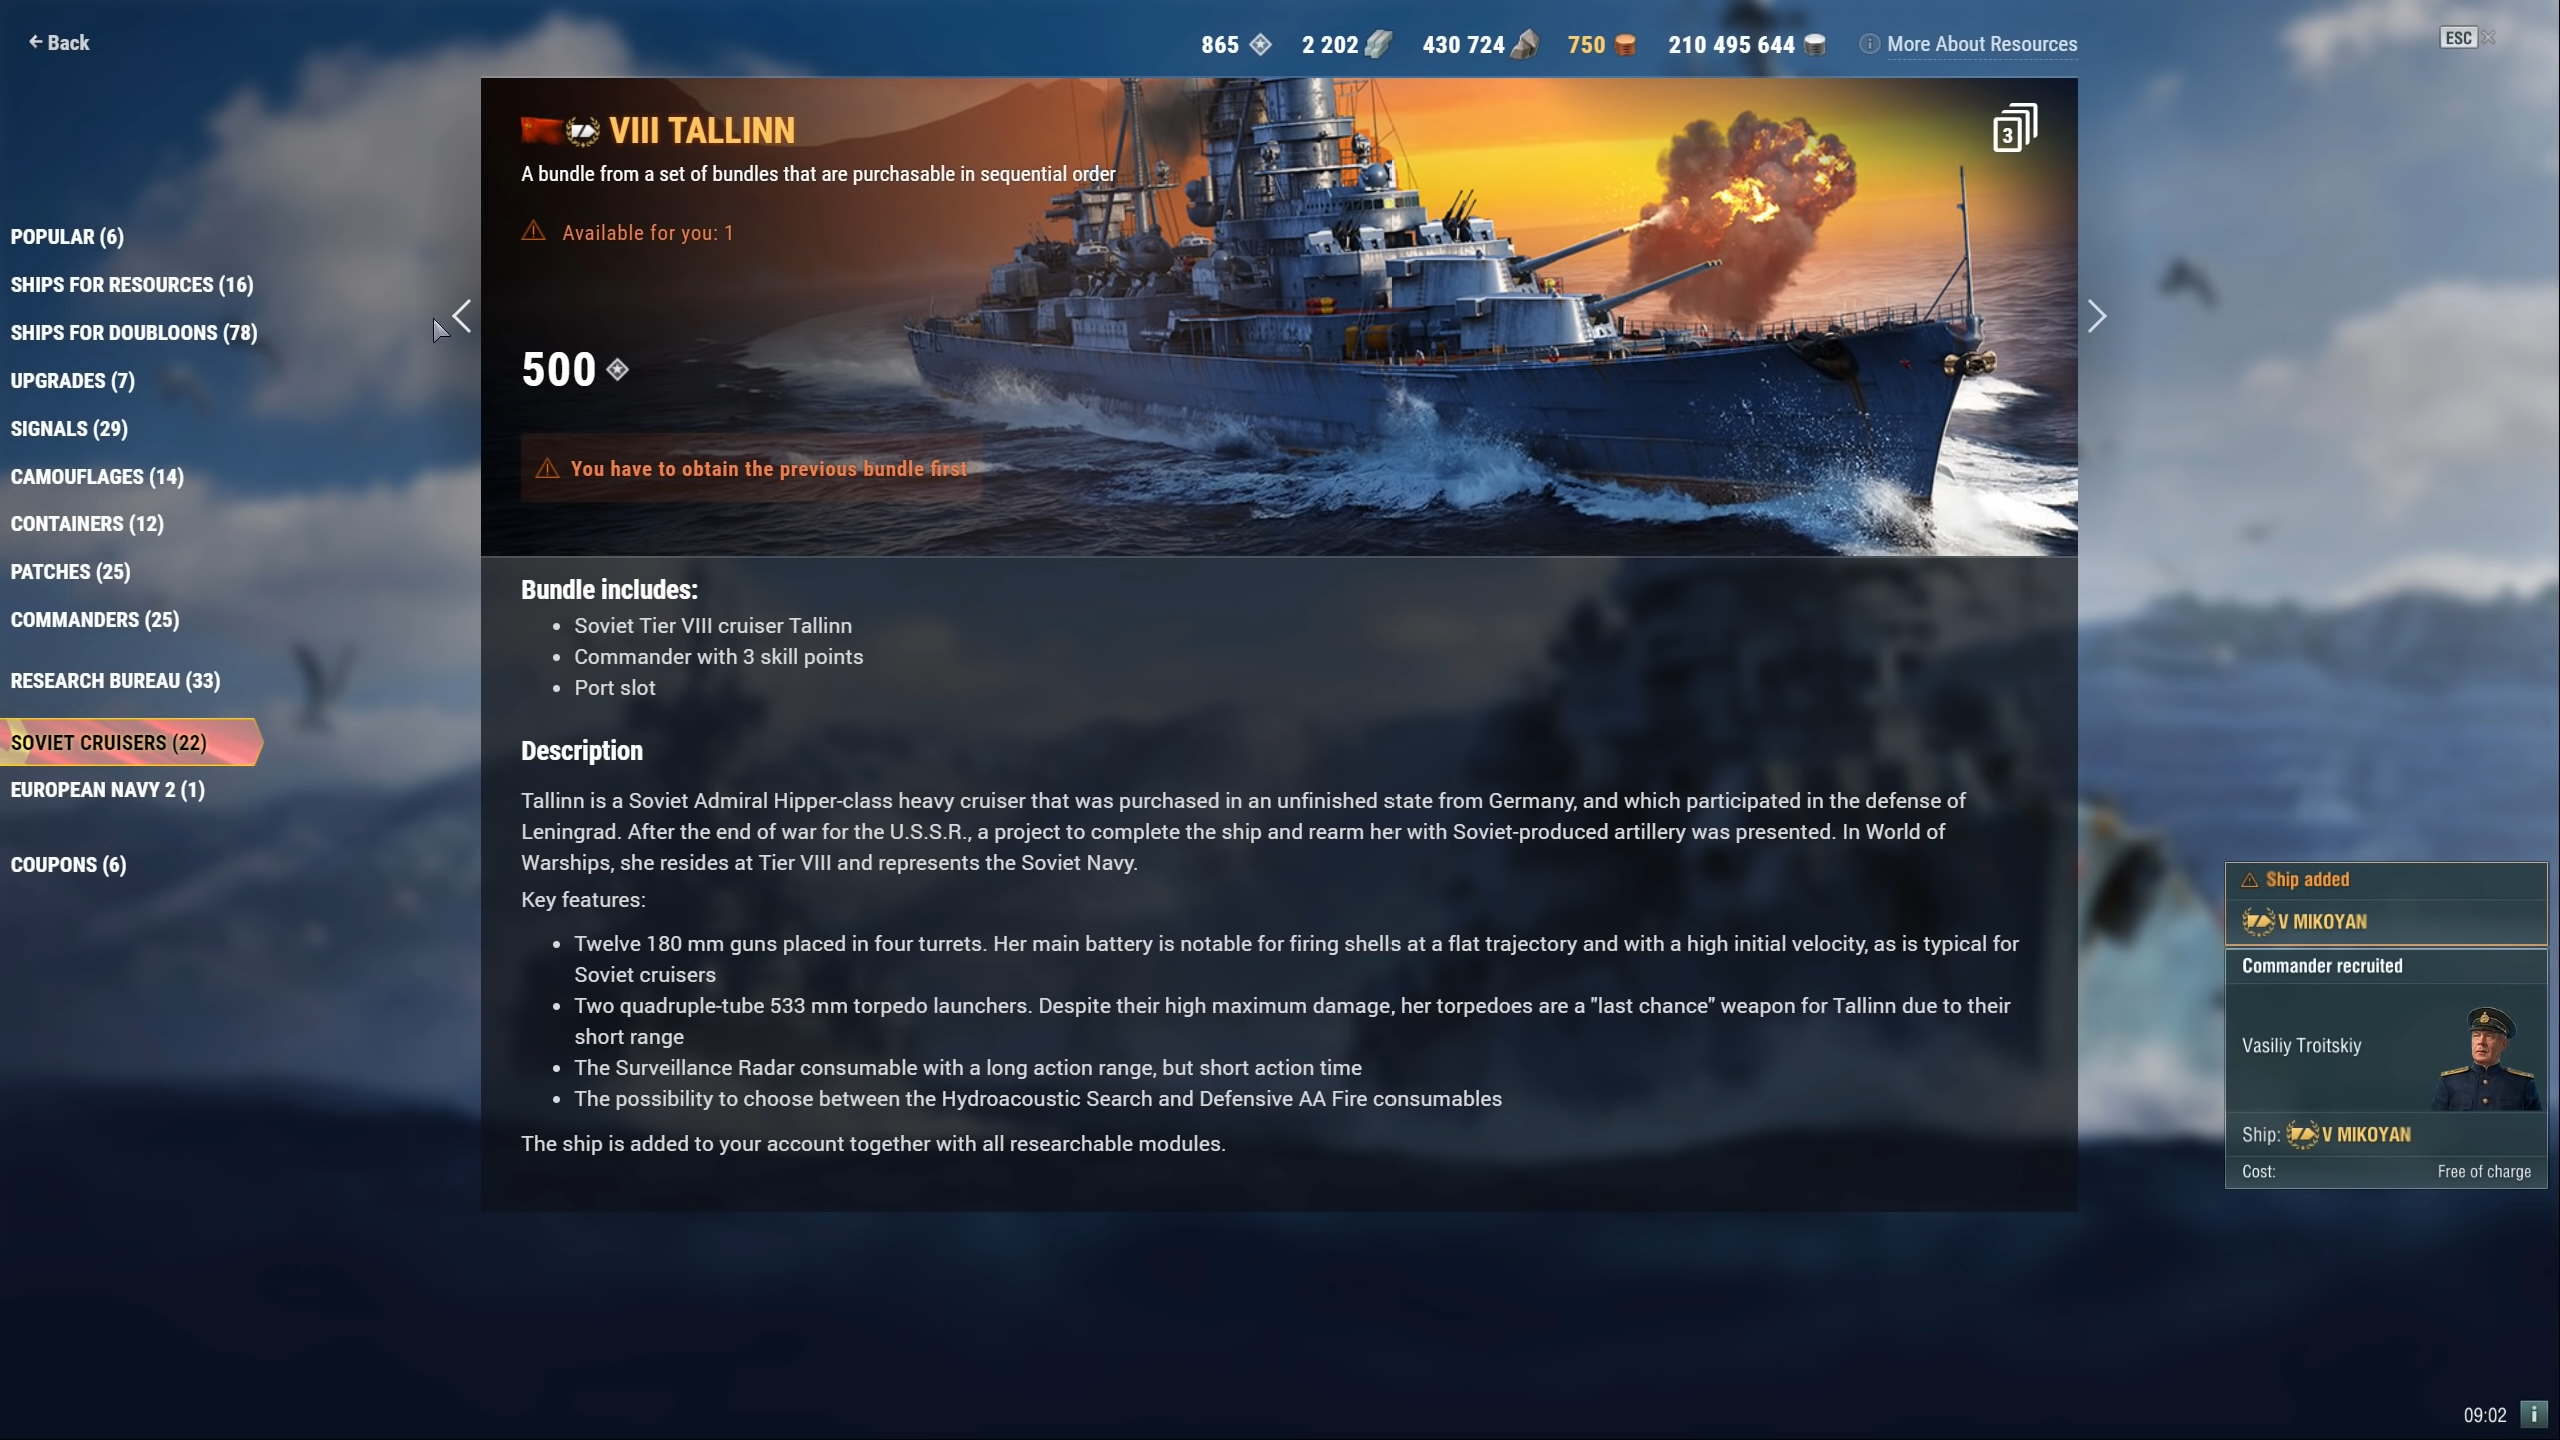 Back
865 2 202 430 724 750 210 495 644 More About Resources
ESC
VIII TALLINN
3
A bundle from a set of bundles that are purchasable in sequential order
Available for you: 1
500
You have to obtain the previous bundle first
POPULAR (6)
SHIPS FOR RESOURCES (16)
SHIPS FOR DOUBLOONS (78)
UPGRADES (7)
SIGNALS (29)
CAMOUFLAGES (14)
CONTAINERS (12)
PATCHES (25)
COMMANDERS (25)
RESEARCH BUREAU (33)
SOVIET CRUISERS (22)
EUROPEAN NAVY 2 (1)
COUPONS (6)
Bundle includes:
• Soviet Tier VIII cruiser Tallinn
• Commander with 3 skill points
• Port slot
Description
Tallinn is a Soviet Admiral Hipper-class heavy cruiser that was purchased in an unfinished state from Germany, and which participated in the defense of
Leningrad. After the end of war for the U.S.S.R., a project to complete the ship and rearm her with Soviet-produced artillery was presented. In World of
Warships, she resides at Tier VIII and represents the Soviet Navy.
Key features:
• Twelve 180 mm guns placed in four turrets. Her main battery is notable for firing shells at a flat trajectory and with a high initial velocity, as is typical for
Soviet cruisers
• Two quadruple-tube 533 mm torpedo launchers. Despite their high maximum damage, her torpedoes are a "last chance" weapon for Tallinn due to their
short range
• The Surveillance Radar consumable with a long action range, but short action time
• The possibility to choose between the Hydroacoustic Search and Defensive AA Fire consumables
The ship is added to your account together with all researchable modules.
Ship added
V MIKOYAN
Commander recruited
Vasiliy Troitskiy
Ship: V MIKOYAN
Cost: Free of charge
09:02